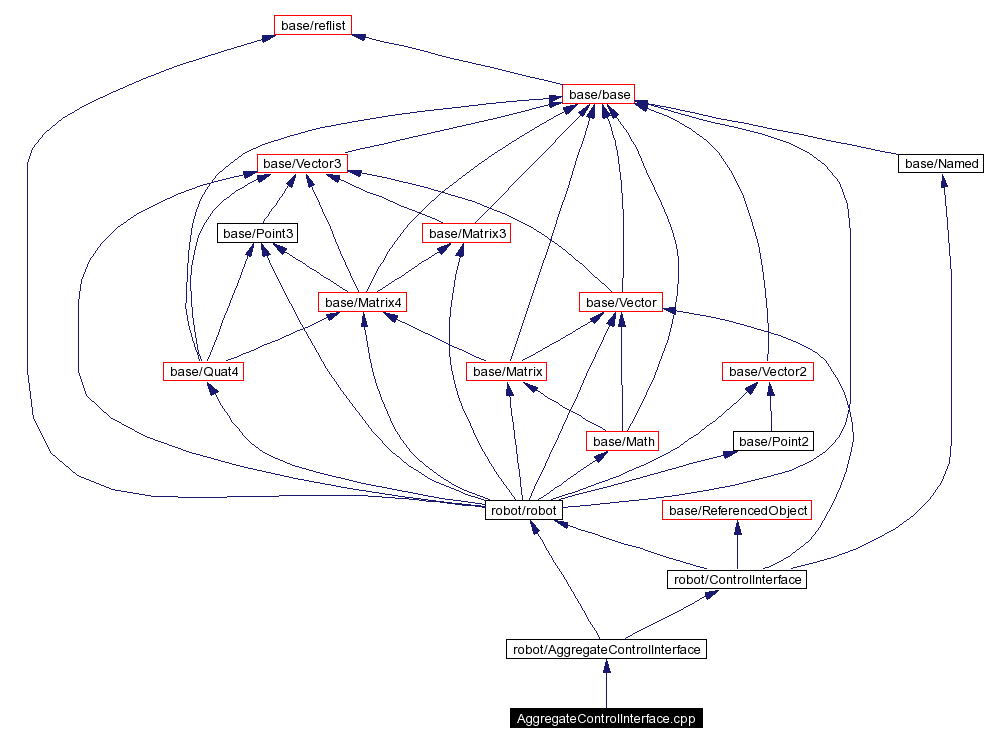 base/reflist
base/base
base/Vector3
base/Named
base/Point3
base/Matrix3
base/Matrix4
base/Vector
base/Quat4
base/Matrix
base/Vector2
base/Math
base/Point2
robot/robot
base/ReferencedObject
robot/ControlInterface
robot/AggregateControlInterface
AggregateControlInterface.cpp